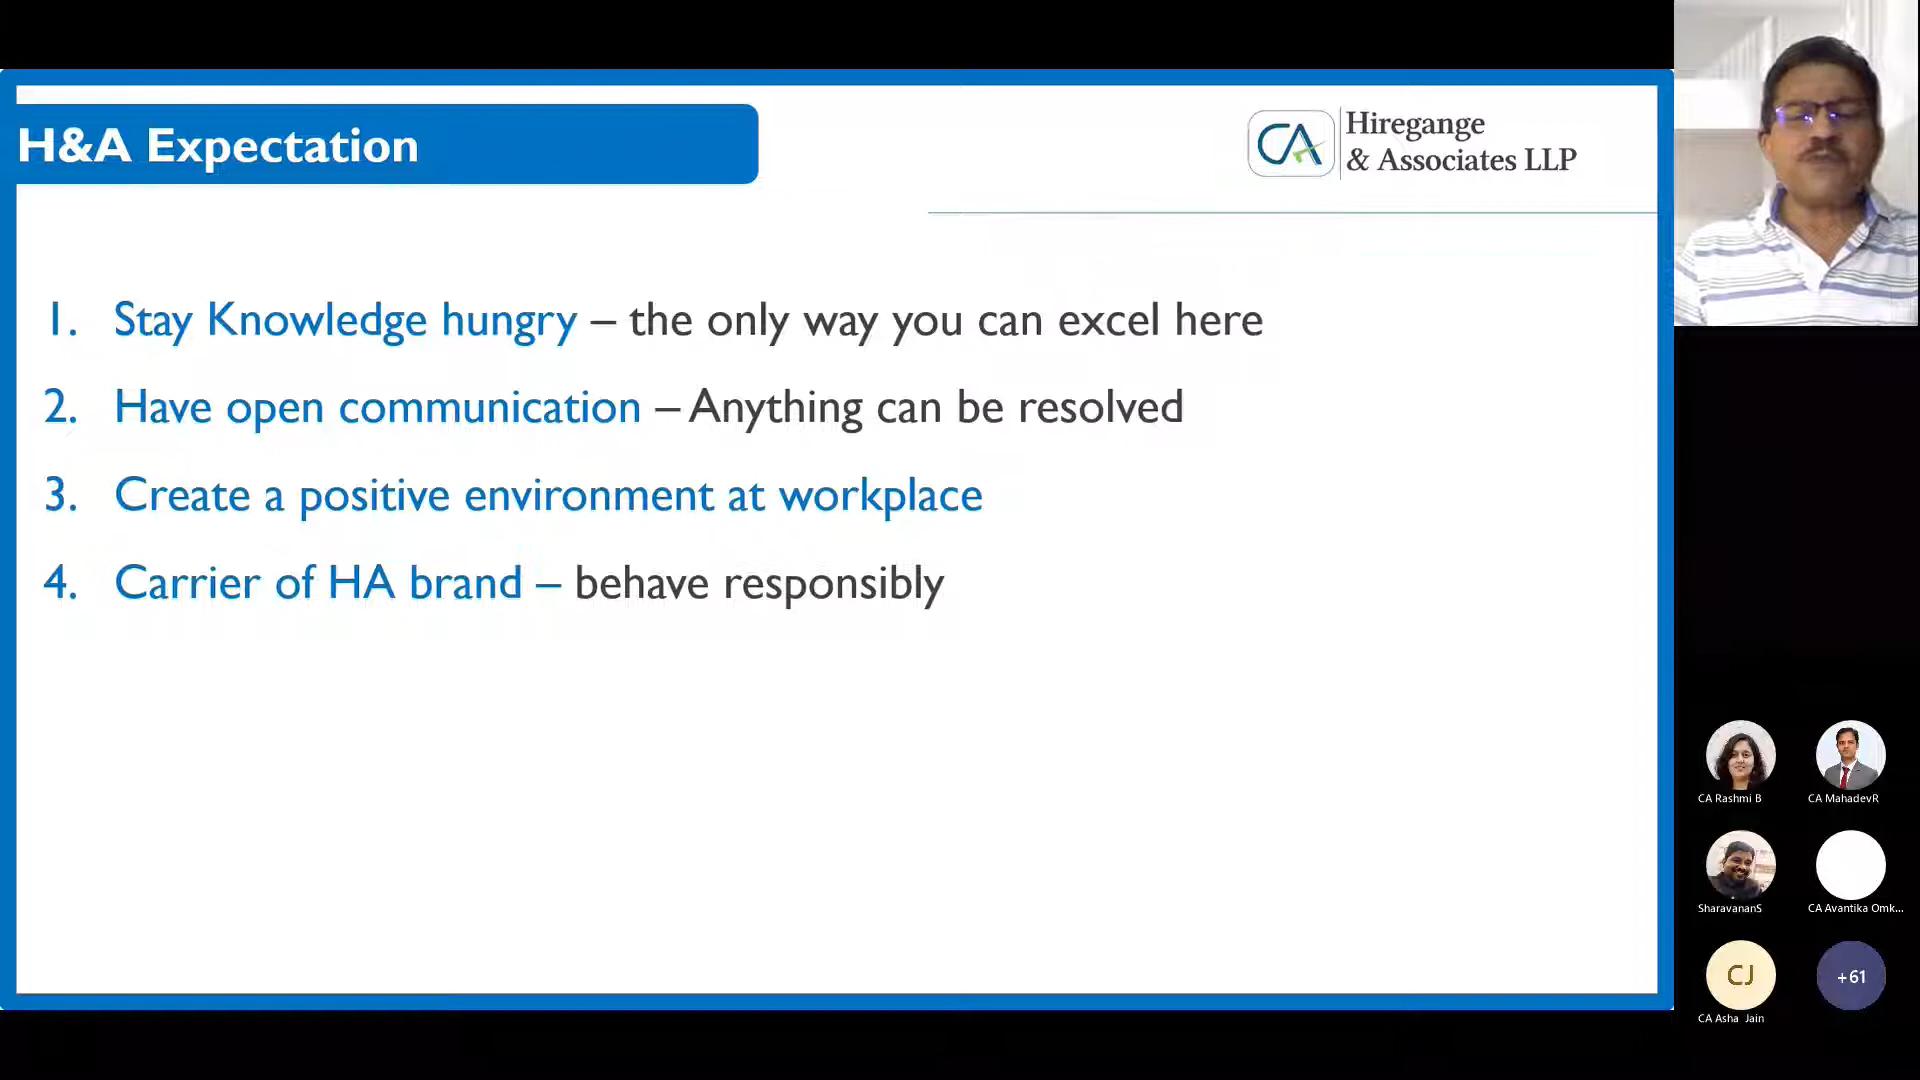 H&A Expectation
CA
Hiregange
& Associates LLP
1. Stay Knowledge hungry – the only way you can excel here
2. Have open communication – Anything can be resolved
3. Create a positive environment at workplace
4. Carrier of HA brand – behave responsibly
CA Rashmi B
CA MahadevR
SharavananS
CA Avantika Omk...
CJ
+61
CA Asha Jain